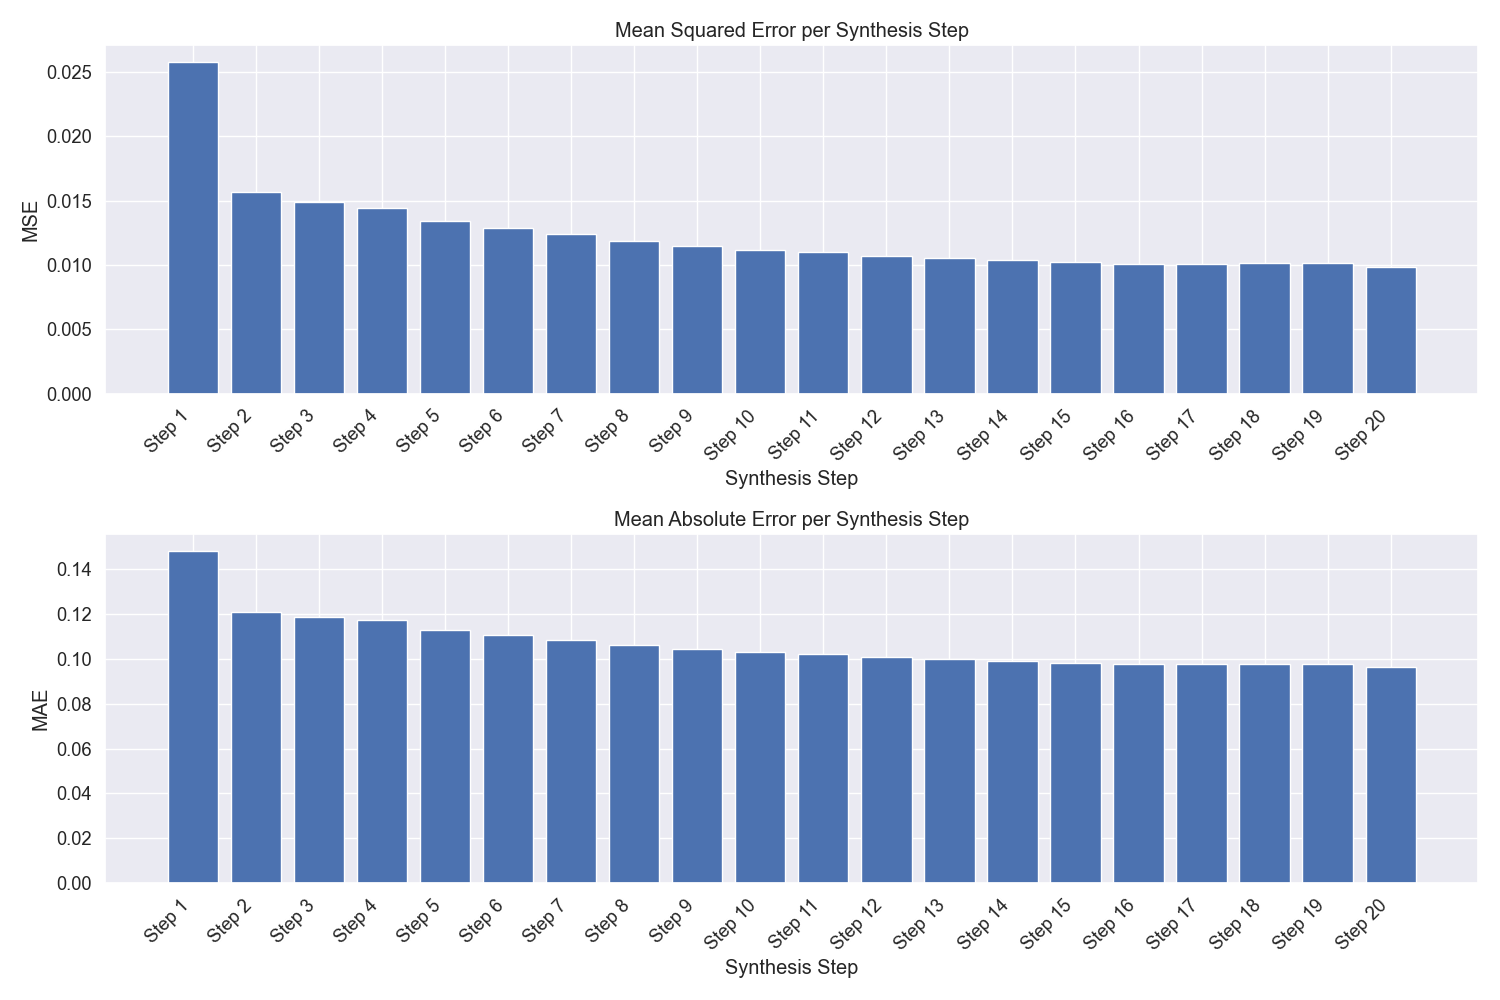 Mean Squared Error per Synthesis Step
MSE
0.025
0.020
0.015
0.010
0.005
0.000
Step 1
Step 2
Step 3
Step 4
Step 5
Step 6
Step 7
Step 8
Step 9
Step 10
Step 11
Step 12
Step 13
Step 14
Step 15
Step 16
Step 17
Step 18
Step 19
Step 20
Synthesis Step
Mean Absolute Error per Synthesis Step
MAE
0.14
0.12
0.10
0.08
0.06
0.04
0.02
0.00
Step 1
Step 2
Step 3
Step 4
Step 5
Step 6
Step 7
Step 8
Step 9
Step 10
Step 11
Step 12
Step 13
Step 14
Step 15
Step 16
Step 17
Step 18
Step 19
Step 20
Synthesis Step